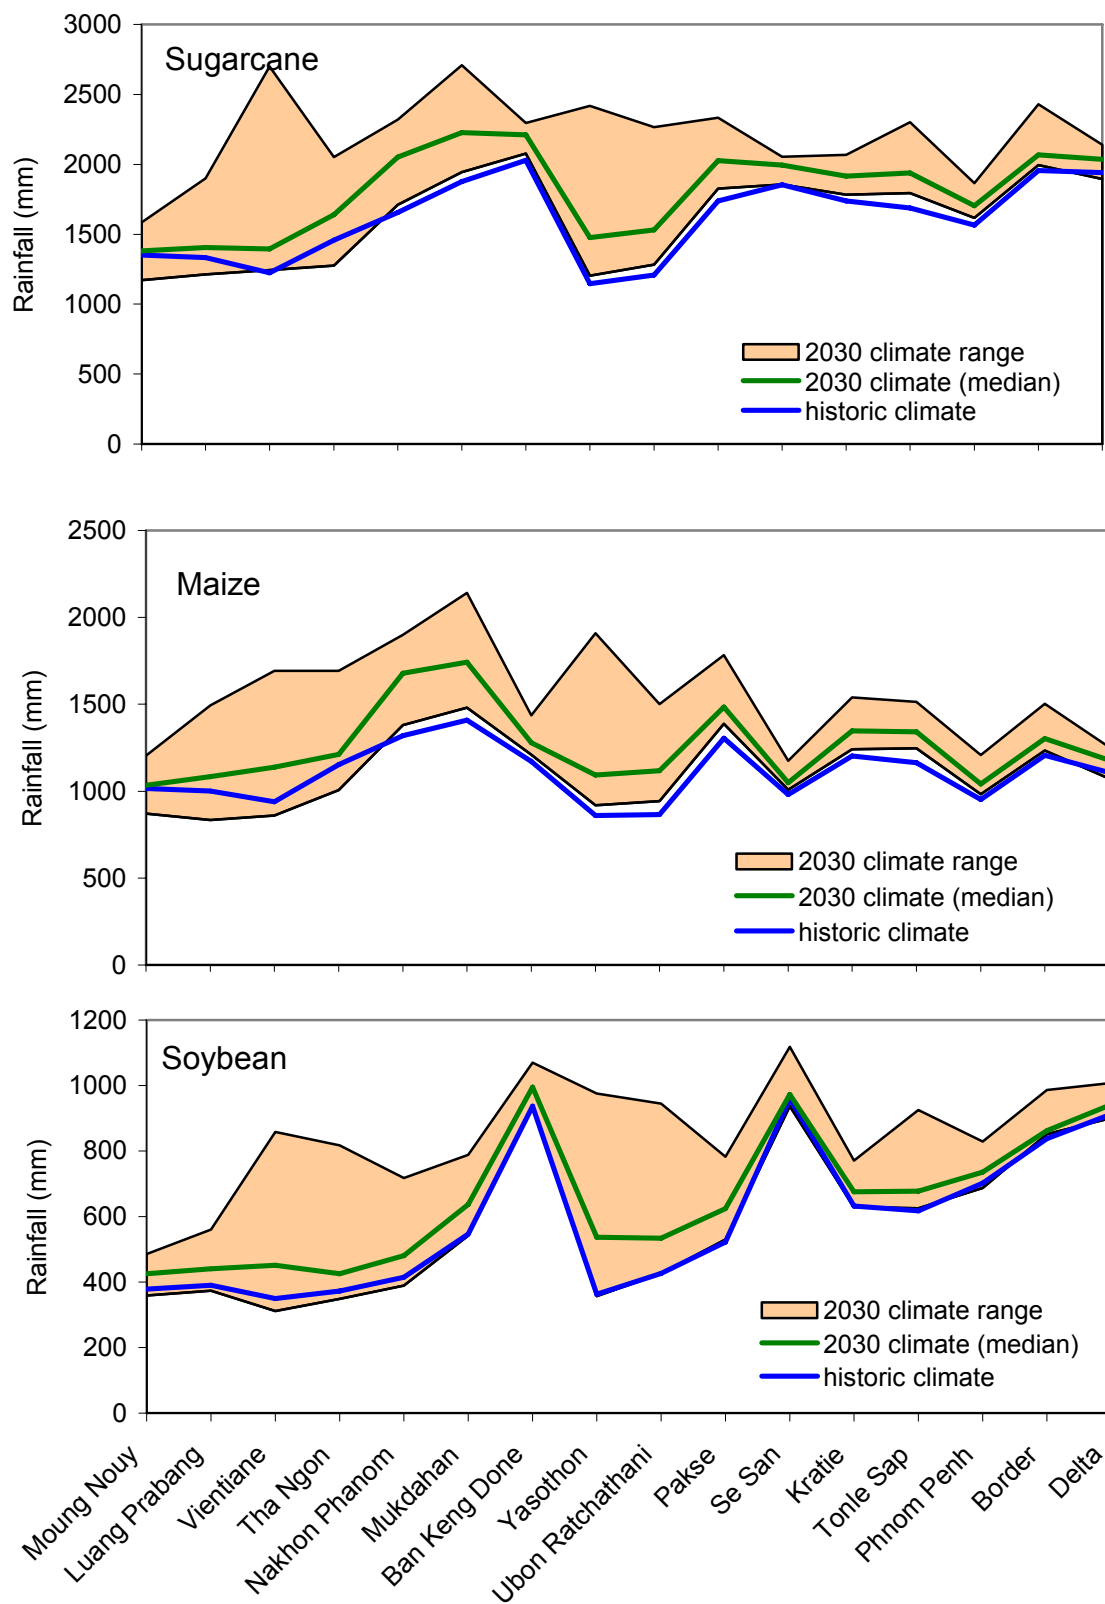 Sugarcane
Rainfall (mm)
3000
2500
2000
1500
1000
500
0
2030 climate range
2030 climate (median)
historic climate
Maize
Rainfall (mm)
2500
2000
1500
1000
500
0
2030 climate range
2030 climate (median)
historic climate
Soybean
Rainfall (mm)
1200
1000
800
600
400
200
0
2030 climate range
2030 climate (median)
historic climate
Moung Nouy
Luang Prabang
Vientiane
Tha Ngon
Nakhon Phanom
Mukdahan
Ban Keng Done
Yasothon
Ubon Ratchathani
Pakse
Se San
Kratie
Tonle Sap
Phnom Penh
Border
Delta